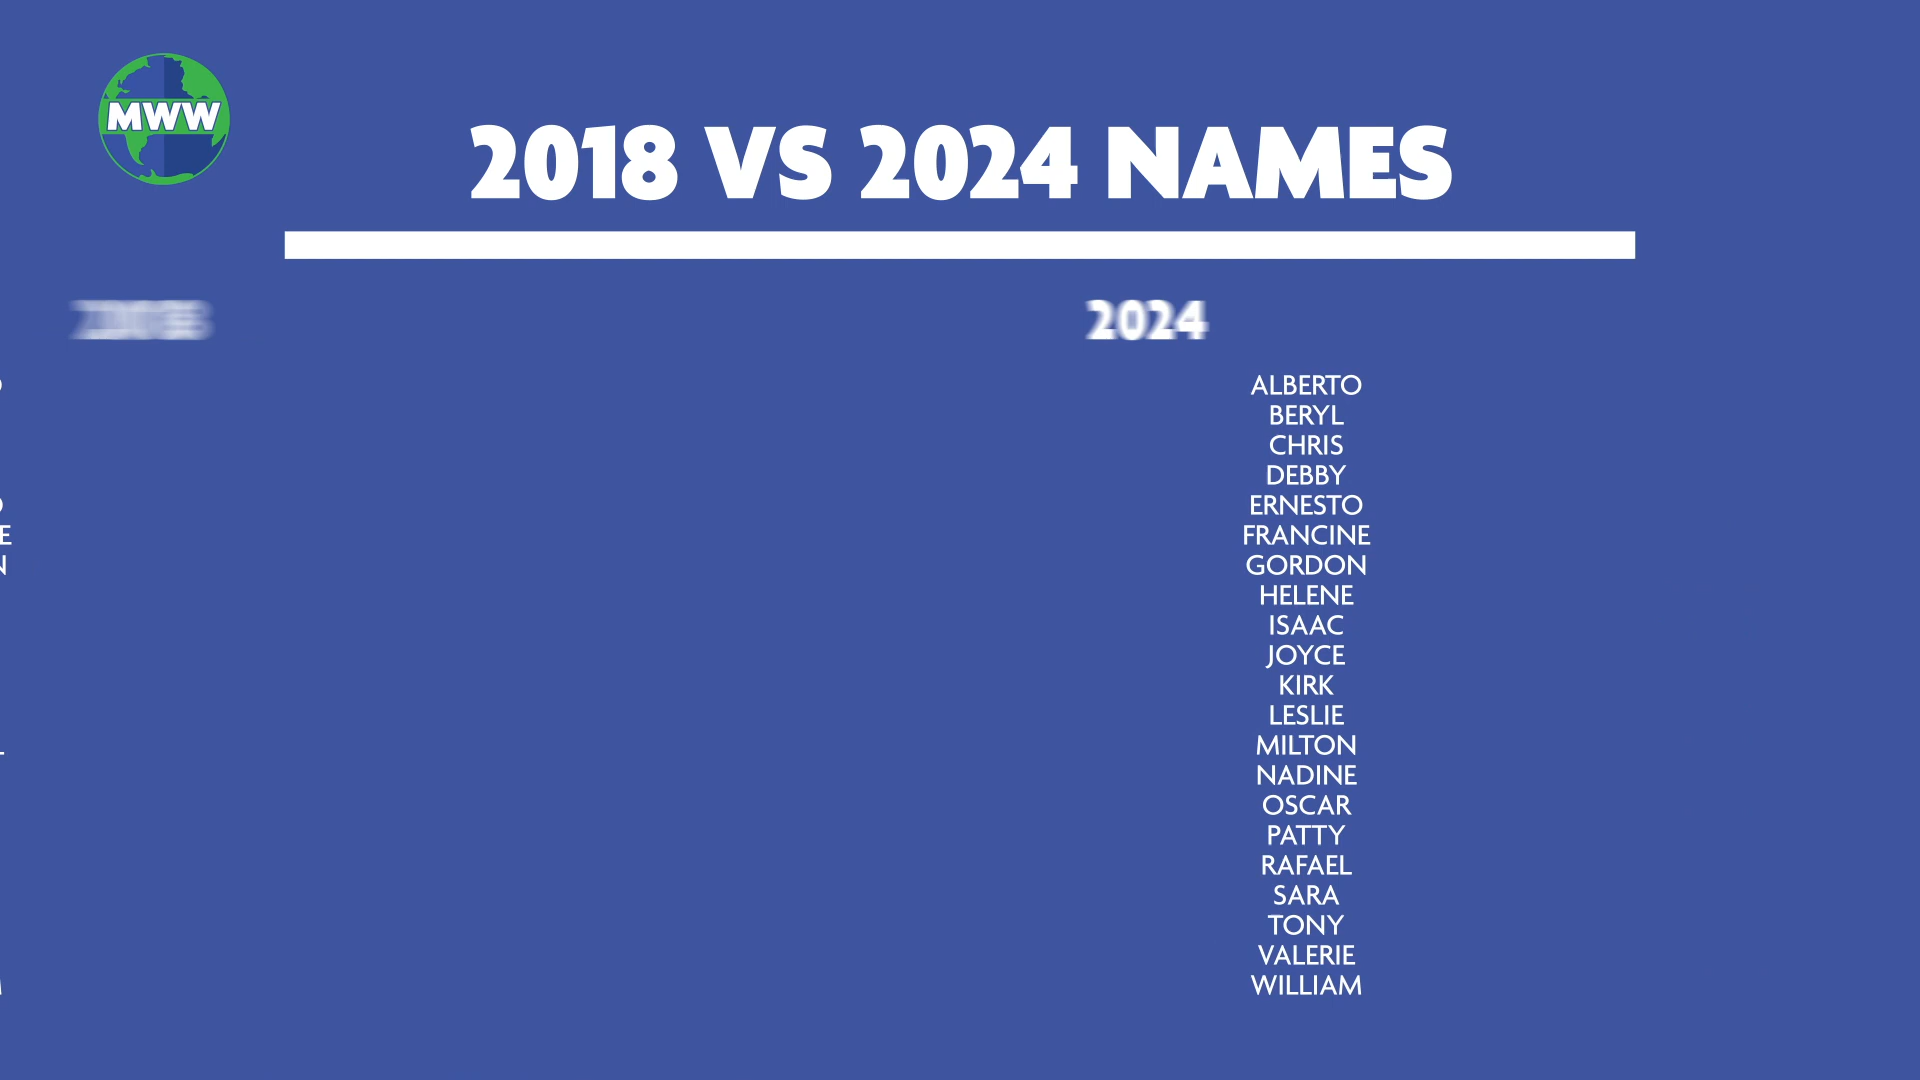 MWW
2018 VS 2024 NAMES
2024
ALBERTO
BERYL
CHRIS
DEBBY
ERNESTO
FRANCINE
GORDON
HELENE
ISAAC
JOYCE
KIRK
LESLIE
MILTON
NADINE
OSCAR
PATTY
RAFAEL
SARA
TONY
VALERIE
WILLIAM